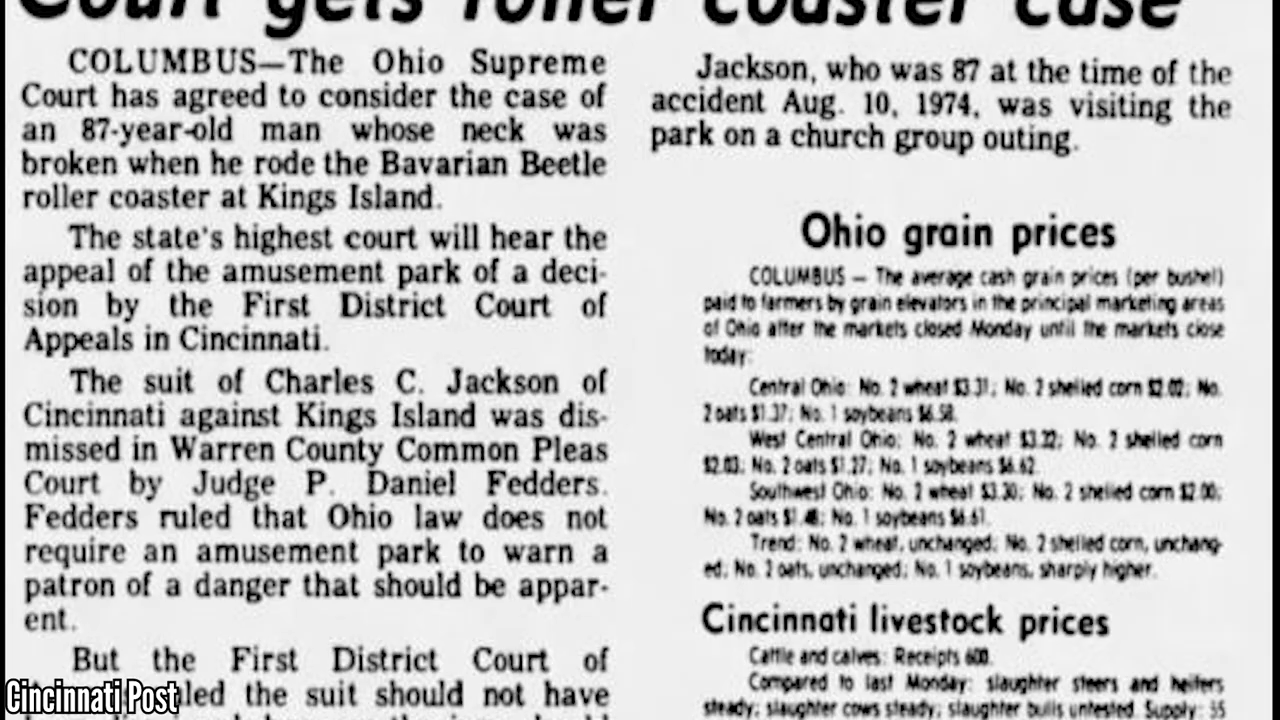 Court gets roller coaster case
COLUMBUS—The Ohio Supreme
Court has agreed to consider the case of
an 87-year-old man whose neck was
broken when he rode the Bavarian Beetle
roller coaster at Kings Island.
The state's highest court will hear the
appeal of the amusement park of a deci-
sion by the First District Court of
Appeals in Cincinnati.
The suit of Charles C. Jackson of
Cincinnati against Kings Island was dis-
missed in Warren County Common Pleas
Court by Judge P. Daniel Fedders.
Fedders ruled that Ohio law does not
require an amusement park to warn a
patron of a danger that should be appar-
ent.
But the First District Court of
the suit should not have
Jackson, who was 87 at the time of the
accident Aug. 10, 1974, was visiting the
park on a church group outing.
Ohio grain prices
COLUMBUS — The average cash grain prices (per bushel)
paid to farmers by grain elevators in the principal marketing areas
of Ohio after the markets closed Monday until the markets close
today:
Central Ohio: No. 2 wheat $3.31; No. 2 shelled corn $2.02; No.
2 oats $1.37; No. 1 soybeans $6.58.
West Central Ohio: No. 2 wheat $3.32; No. 2 shelled corn
$2.03; No. 2 oats $1.27; No. 1 soybeans $6.62.
Southwest Ohio: No. 2 wheat $3.30; No. 2 shelled corn $2.00;
No. 2 oats No. 1 soybeans $6.61.
Trend: No. 2 wheat, unchanged; No. 2 shelled corn, unchang-
ed; No. 2 oats, unchanged; No. 1 soybeans, sharply higher.
Cincinnati livestock prices
Cattle and calves: Receipts 600.
Compared to last Monday: slaughter steers and heifers
steady; slaughter cows steady; slaughter bulls untested. Supply: 35
Cincinnati Post